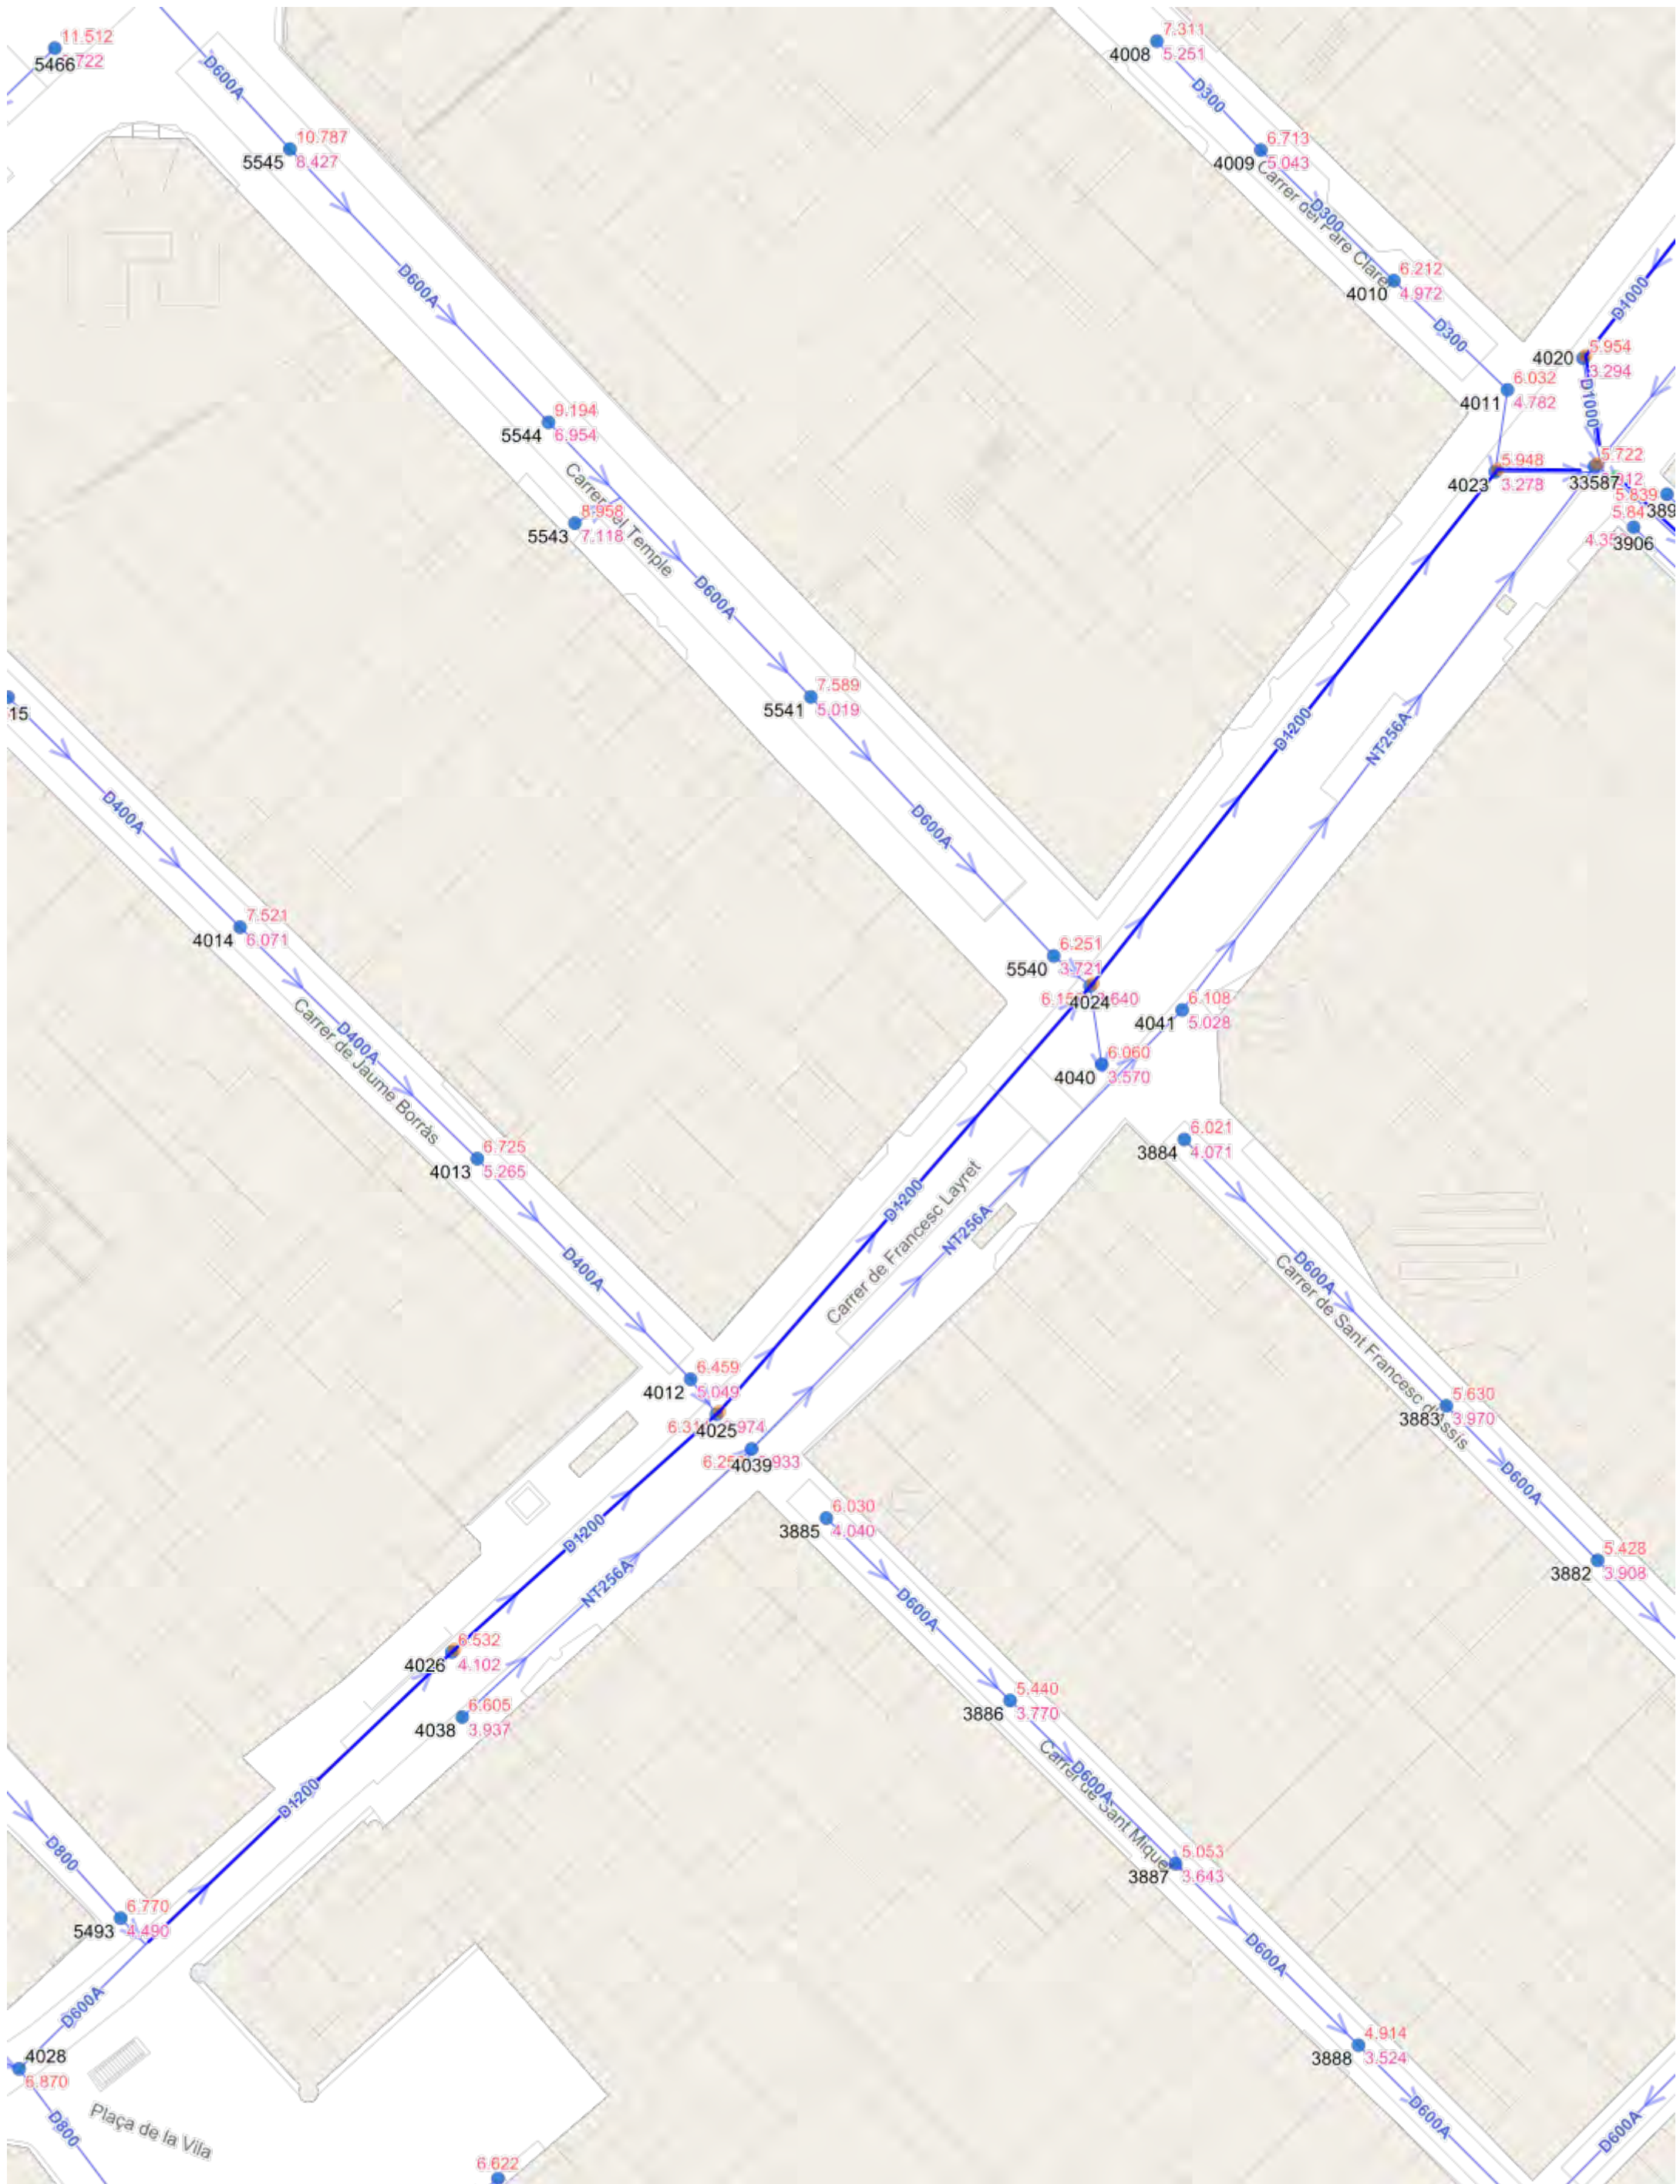 11.512
5466
D600A
10.787
5545
8.427
D600A
9.194
5544
6.954
Carrer del Temple
8.958
5543
7.118
D600A
7.589
5541
5.019
D600A
6.251
5540
3.721
4024
7.311
4008
5.251
D300
6.713
4009
5.043
D300
6.212
4010
4.972
D300
6.032
4011
4.782
D1000
4020
5.954
3.294
D1000
5.948
4023
3.278
5.722
33587
5.839
3906
D1200
NT256A
15
D400A
7.521
4014
6.071
Carrer de Jaume Borràs
D400A
6.725
4013
5.265
D400A
6.459
4012
5.049
4025
4039
6.108
4041
5.028
6.060
4040
3.570
D1200
Carrer de Francesc Layret
NT256A
6.021
3884
4.071
D600A
Carrer de Sant Francesc d'Assís
5.630
3883
3.970
D600A
5.428
3882
3.908
6.030
3885
4.040
D600A
5.440
3886
3.770
Carrer de Sant Miquel
D600A
5.053
3887
3.643
D600A
4.914
3888
3.524
D600A
D600A
D1200
NT256A
6.532
4026
4.102
6.605
4038
3.937
D1200
D800
6.770
5493
4.490
D600A
4028
6.870
D800
Plaça de la Vila
6.622